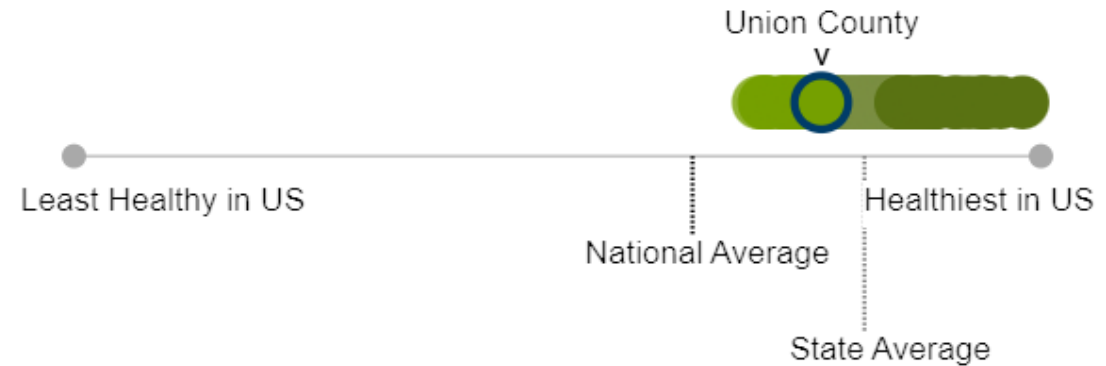 Union County
v
Least Healthy in US
Healthiest in US
National Average
State Average